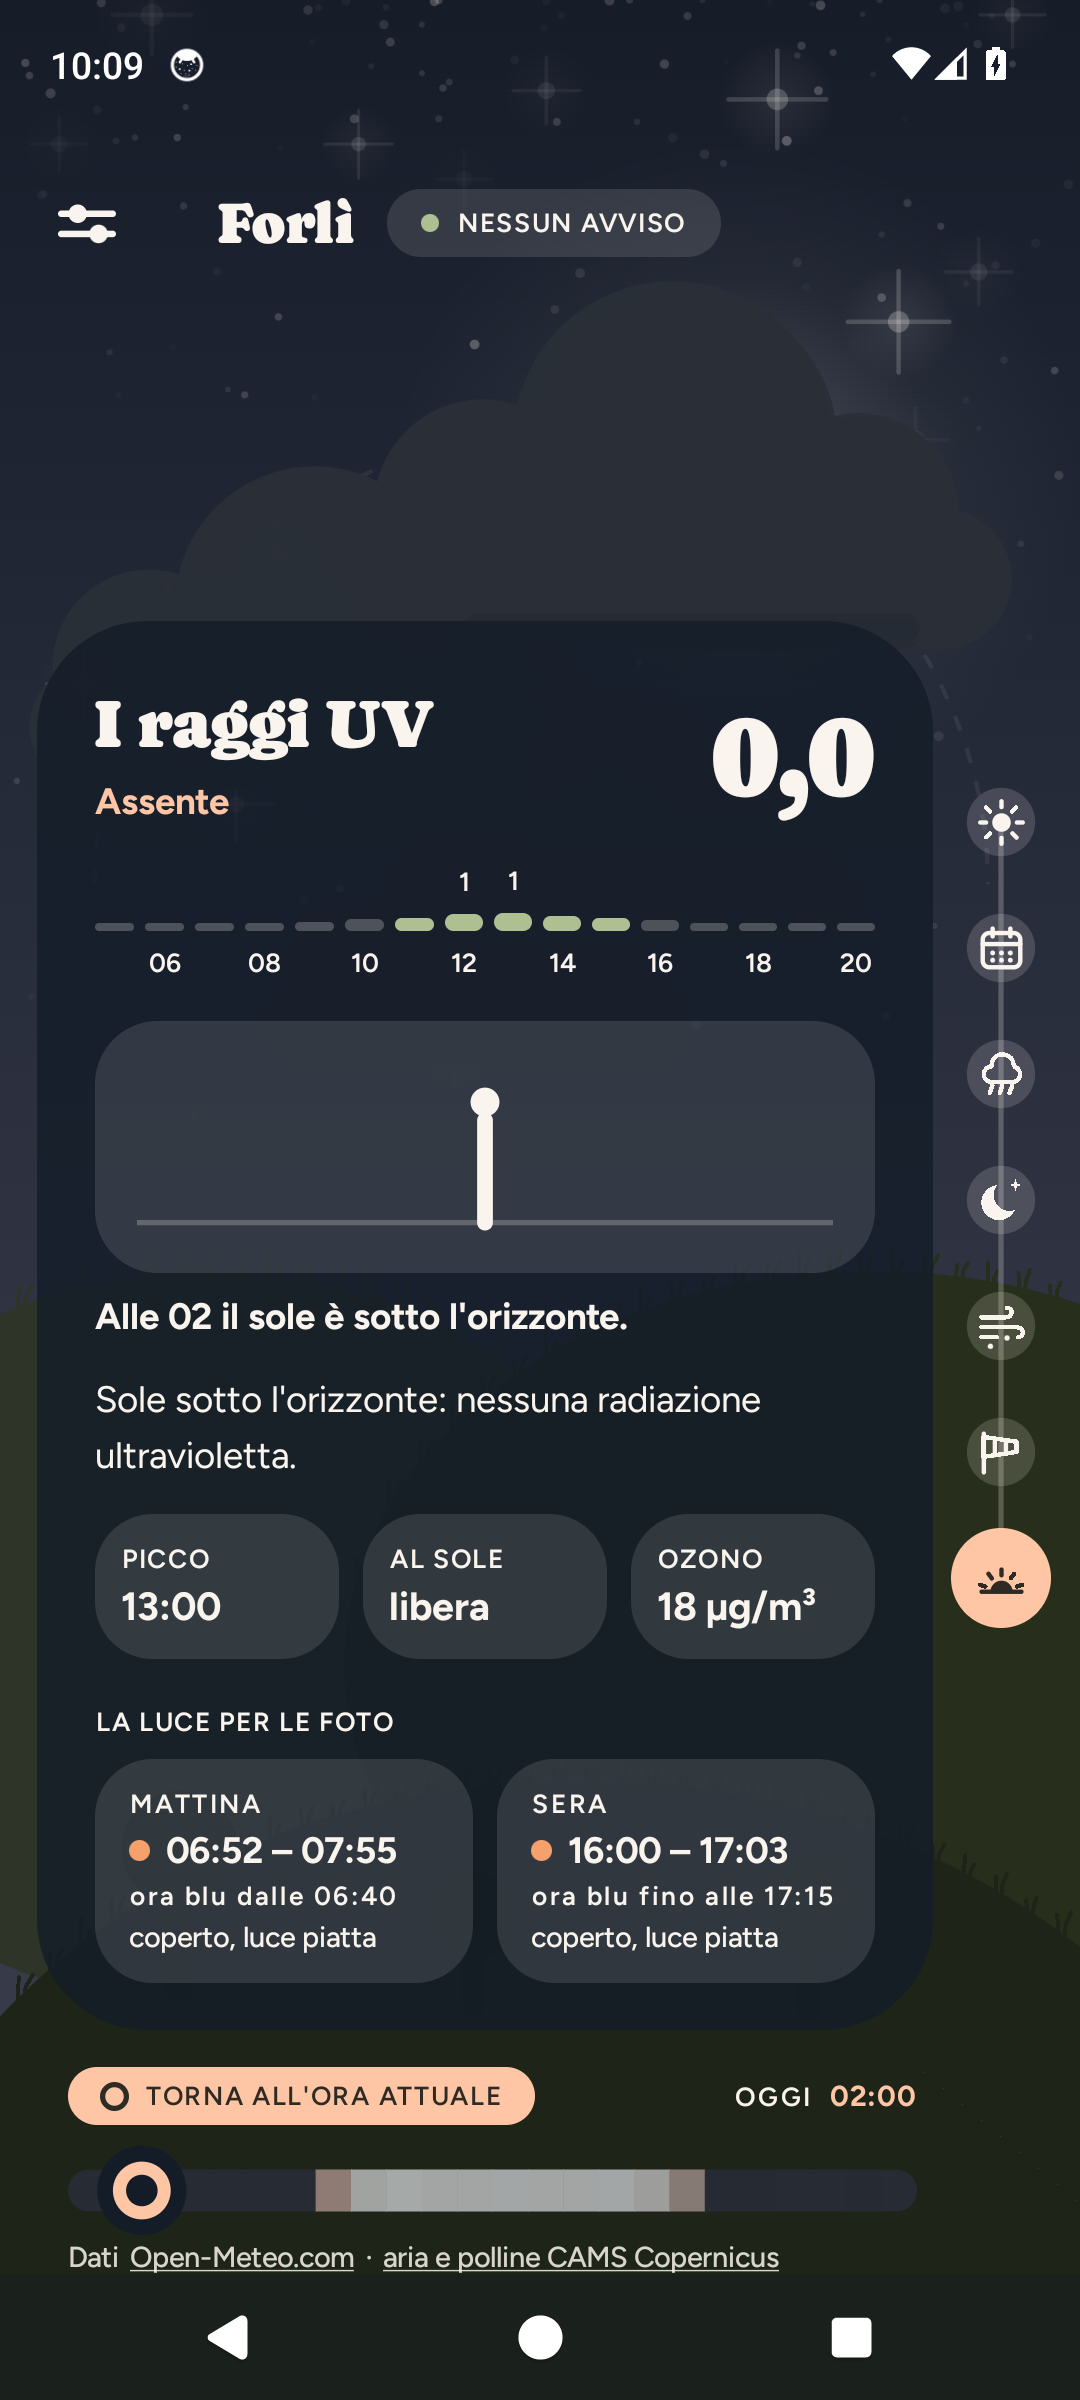 10:09
Forlì
NESSUN AVVISO
I raggi UV
0,0
Assente
1 1
06 08 10 12 14 16 18 20
Alle 02 il sole è sotto l'orizzonte.
Sole sotto l'orizzonte: nessuna radiazione
ultravioletta.
PICCO
13:00
AL SOLE
libera
OZONO
18 µg/m³
LA LUCE PER LE FOTO
MATTINA
06:52 – 07:55
ora blu dalle 06:40
coperto, luce piatta
SERA
16:00 – 17:03
ora blu fino alle 17:15
coperto, luce piatta
TORNA ALL'ORA ATTUALE
OGGI 02:00
Dati Open-Meteo.com · aria e polline CAMS Copernicus